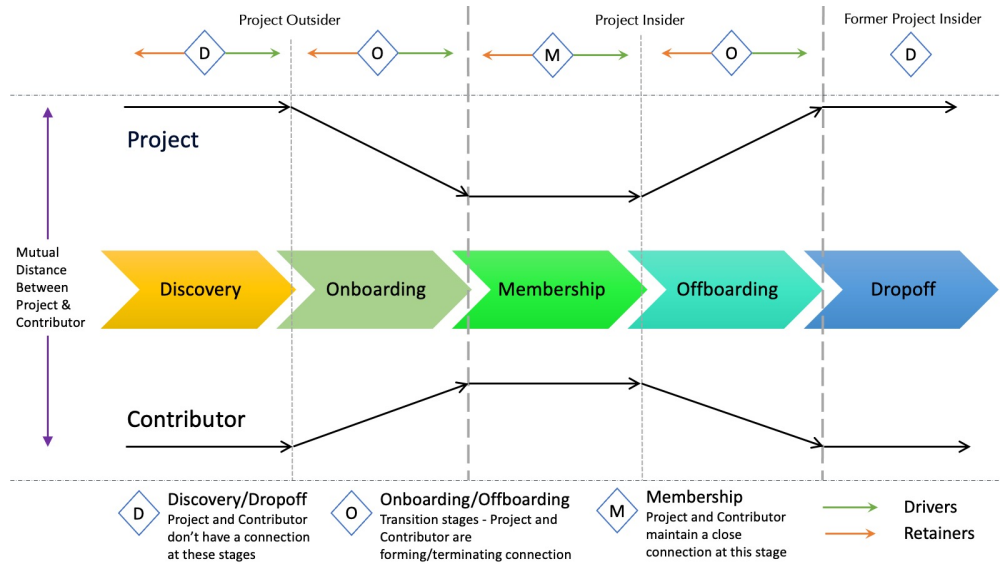 Project Outsider
Project Insider
Former Project Insider
D
O
M
O
D
Project
Mutual
Distance
Between
Project &
Contributor
Discovery
Onboarding
Membership
Offboarding
Dropoff
Contributor
D
Discovery/Dropoff
Project and Contributor
don't have a connection
at these stages
O
Onboarding/Offboarding
Transition stages - Project and
Contributor are
forming/terminating connection
M
Membership
Project and Contributor
maintain a close
connection at this stage
Drivers
Retainers